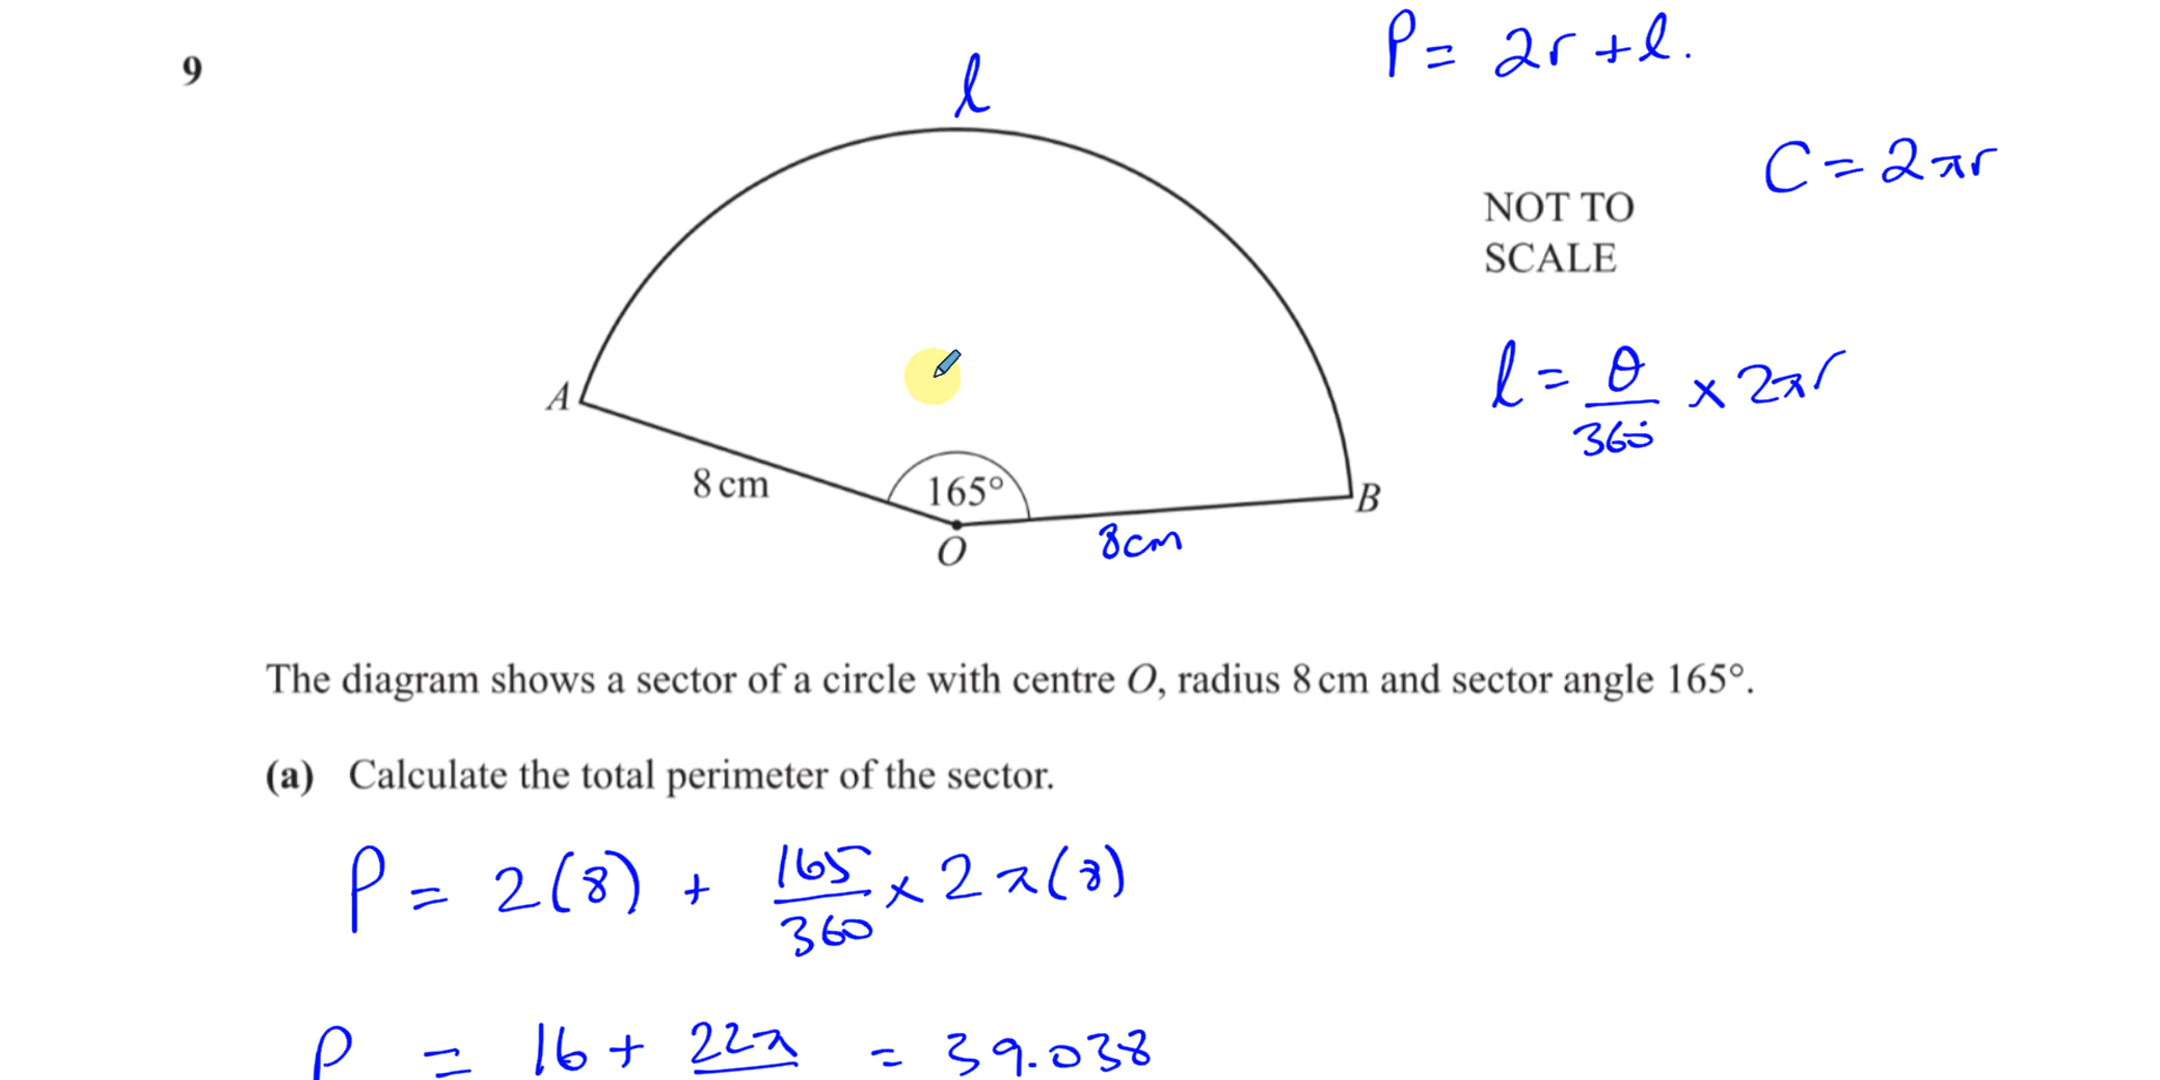 P = 2r + l.
9
l
C = 2πr
NOT TO
SCALE
l = θ/360 × 2πr
A
8 cm
165°
B
O
8cm
The diagram shows a sector of a circle with centre O, radius 8 cm and sector angle 165°.
(a) Calculate the total perimeter of the sector.
P = 2(8) + 165/360 × 2π(8)
P = 16 + 22π = 39.038